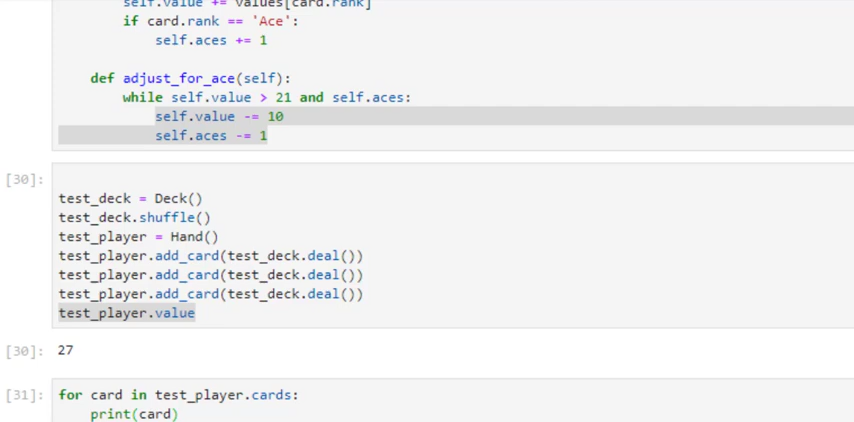 self.value += values[card.rank]
if card.rank == 'Ace':
self.aces += 1
def adjust_for_ace(self):
while self.value > 21 and self.aces:
self.value -= 10
self.aces -= 1
[30]:
test_deck = Deck()
test_deck.shuffle()
test_player = Hand()
test_player.add_card(test_deck.deal())
test_player.add_card(test_deck.deal())
test_player.add_card(test_deck.deal())
test_player.value
[30]: 27
[31]: for card in test_player.cards:
print(card)